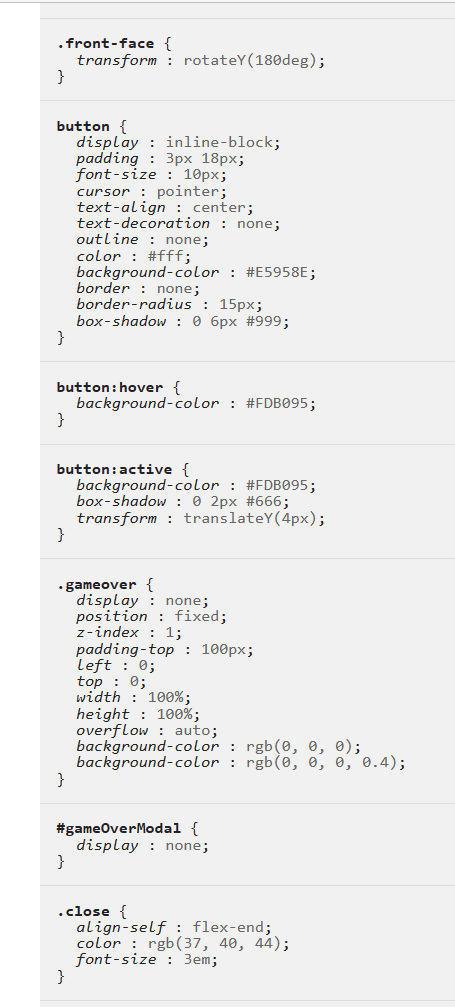 .front-face {
transform : rotateY(180deg);
}
button {
display : inline-block;
padding : 3px 18px;
font-size : 10px;
cursor : pointer;
text-align : center;
text-decoration : none;
outline : none;
color : #fff;
background-color : #E5958E;
border : none;
border-radius : 15px;
box-shadow : 0 6px #999;
}
button:hover {
background-color : #FDB095;
}
button:active {
background-color : #FDB095;
box-shadow : 0 2px #666;
transform : translateY(4px);
}
.gameover {
display : none;
position : fixed;
z-index : 1;
padding-top : 100px;
left : 0;
top : 0;
width : 100%;
height : 100%;
overflow : auto;
background-color : rgb(0, 0, 0);
background-color : rgb(0, 0, 0, 0.4);
}
#gameOverModal {
display : none;
}
.close {
align-self : flex-end;
color : rgb(37, 40, 44);
font-size : 3em;
}